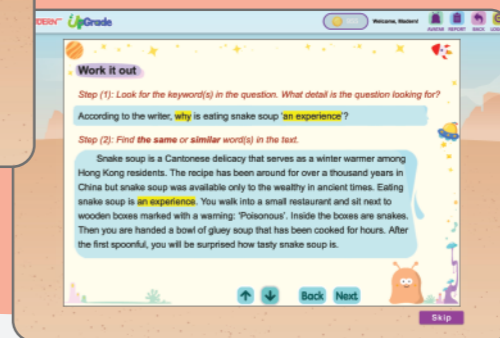 DERN
UpGrade
Welcome, Madern!
AVATAR REPORT BACK
Work it out
Step (1): Look for the keyword(s) in the question. What detail is the question looking for?
According to the writer, why is eating snake soup 'an experience'?
Step (2): Find the same or similar word(s) in the text.
Snake soup is a Cantonese delicacy that serves as a winter warmer among
Hong Kong residents. The recipe has been around for over a thousand years in
China but snake soup was available only to the wealthy in ancient times. Eating
snake soup is an experience. You walk into a small restaurant and sit next to
wooden boxes marked with a warning: 'Poisonous'. Inside the boxes are snakes.
Then you are handed a bowl of gluey soup that has been cooked for hours. After
the first spoonful, you will be surprised how tasty snake soup is.
Back Next
Skip